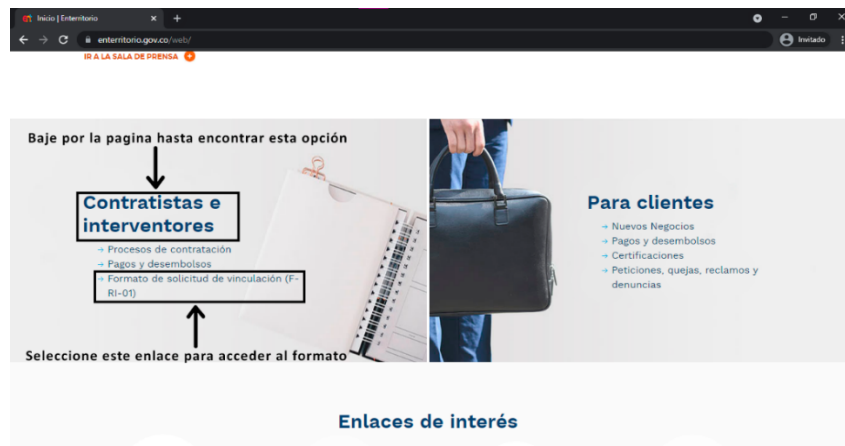 Inicio | Enterritorio
enterritorio.gov.co/web/
Invitado
IR A LA SALA DE PRENSA
Baje por la pagina hasta encontrar esta opción
Contratistas e
interventores
→ Procesos de contratación
→ Pagos y desembolsos
→ Formato de solicitud de vinculación (F-
RI-01)
Seleccione este enlace para acceder al formato
Para clientes
→ Nuevos Negocios
→ Pagos y desembolsos
→ Certificaciones
→ Peticiones, quejas, reclamos y
denuncias
Enlaces de interés